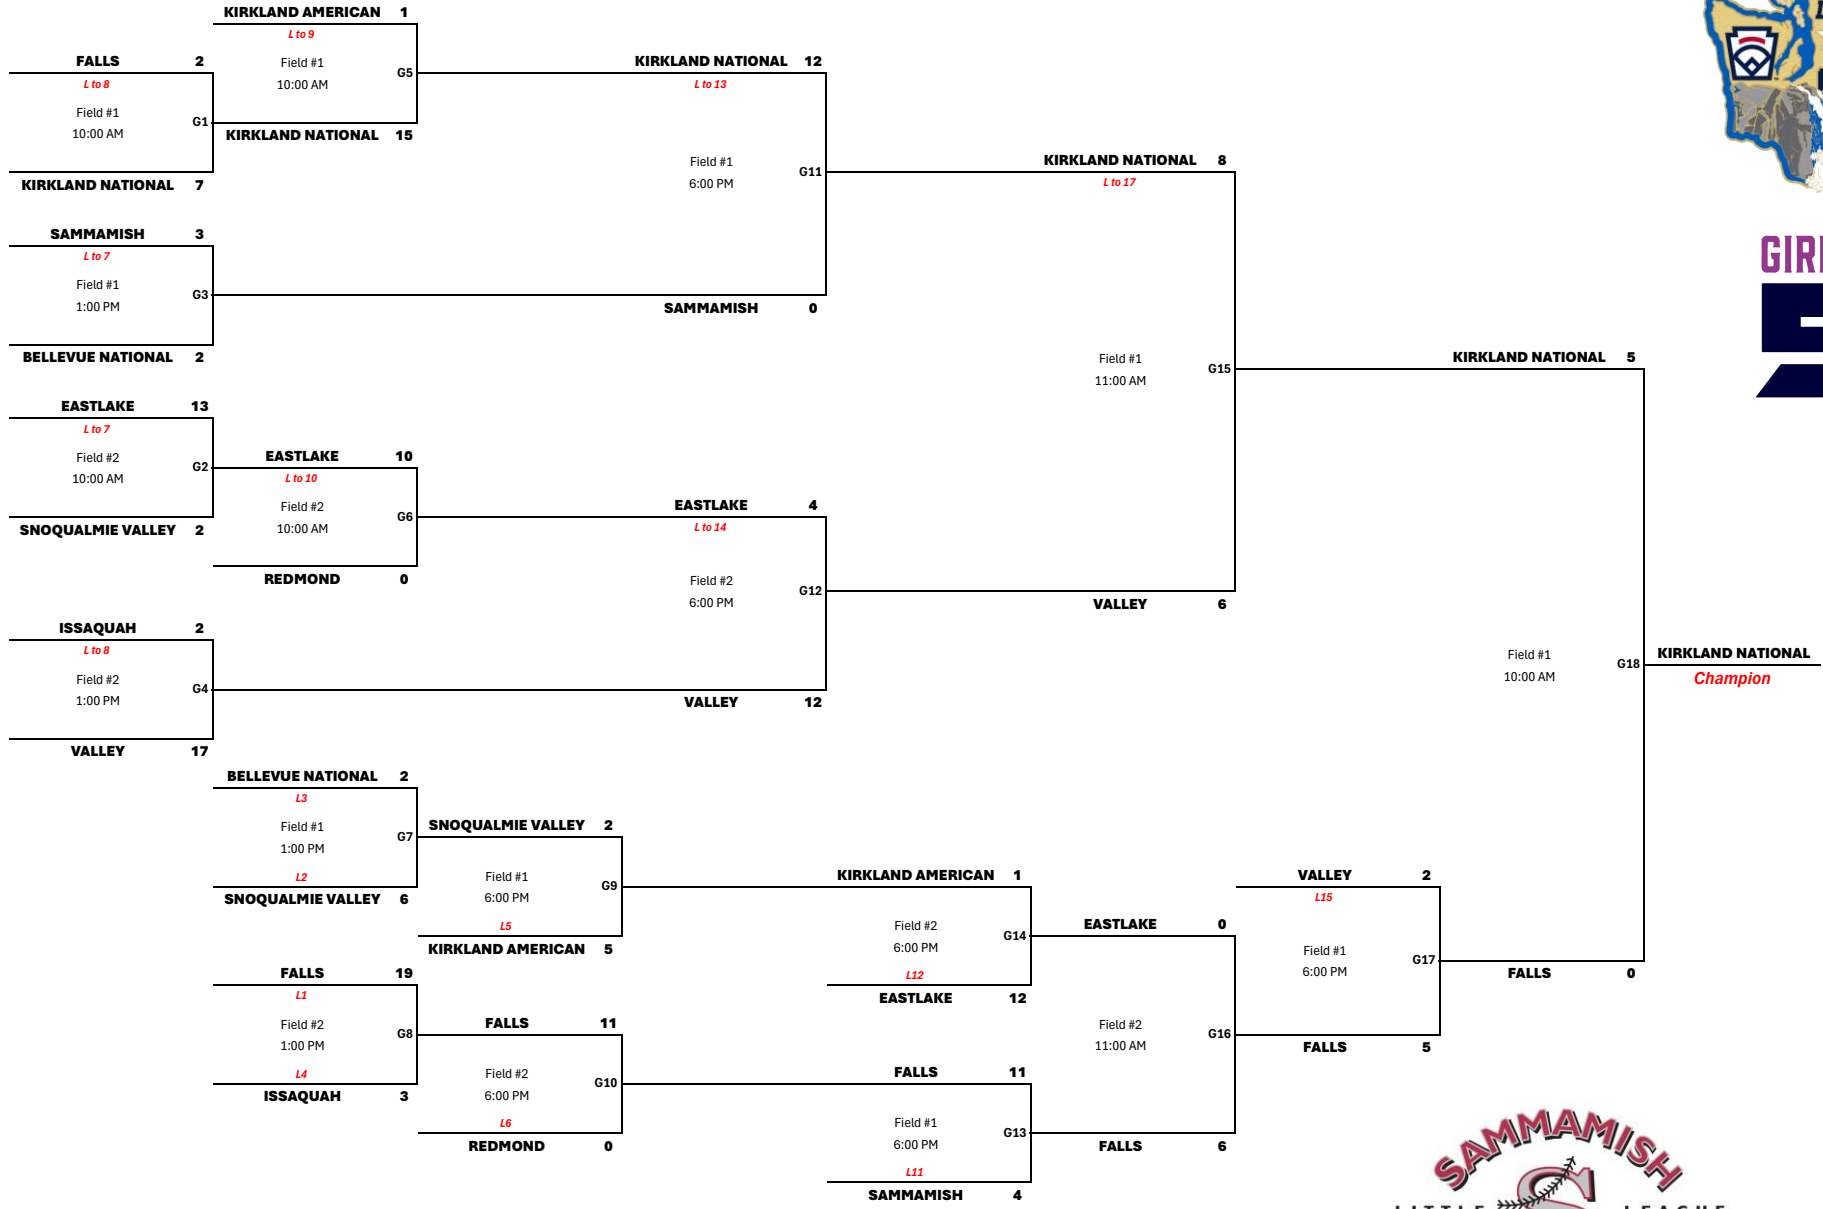 KIRKLAND AMERICAN 1
L to 9
Field #1
10:00 AM
G5
KIRKLAND NATIONAL 15
FALLS 2
L to 8
Field #1
10:00 AM
G1
KIRKLAND NATIONAL 7
KIRKLAND NATIONAL 12
L to 13
Field #1
6:00 PM
G11
SAMMAMISH 0
SAMMAMISH 3
L to 7
Field #1
1:00 PM
G3
BELLEVUE NATIONAL 2
KIRKLAND NATIONAL 8
L to 17
Field #1
11:00 AM
G15
VALLEY 6
EASTLAKE 13
L to 7
Field #2
10:00 AM
G2
SNOQUALMIE VALLEY 2
EASTLAKE 10
L to 10
Field #2
10:00 AM
G6
REDMOND 0
EASTLAKE 4
L to 14
Field #2
6:00 PM
G12
VALLEY 12
ISSAQUAH 2
L to 8
Field #2
1:00 PM
G4
VALLEY 17
KIRKLAND NATIONAL 5
Field #1
10:00 AM
G18
KIRKLAND NATIONAL
Champion
FALLS 0
BELLEVUE NATIONAL 2
L3
Field #1
1:00 PM
G7
L2
SNOQUALMIE VALLEY 6
SNOQUALMIE VALLEY 2
Field #1
6:00 PM
G9
L5
KIRKLAND AMERICAN 5
KIRKLAND AMERICAN 1
Field #2
6:00 PM
G14
L12
EASTLAKE 12
EASTLAKE 0
Field #2
11:00 AM
G16
FALLS 6
VALLEY 2
L15
Field #1
6:00 PM
G17
FALLS 5
FALLS 19
L1
Field #2
1:00 PM
G8
L4
ISSAQUAH 3
FALLS 11
Field #2
6:00 PM
G10
L6
REDMOND 0
FALLS 11
Field #1
6:00 PM
G13
L11
SAMMAMISH 4
SAMMAMISH
S
LITTLE LEAGUE